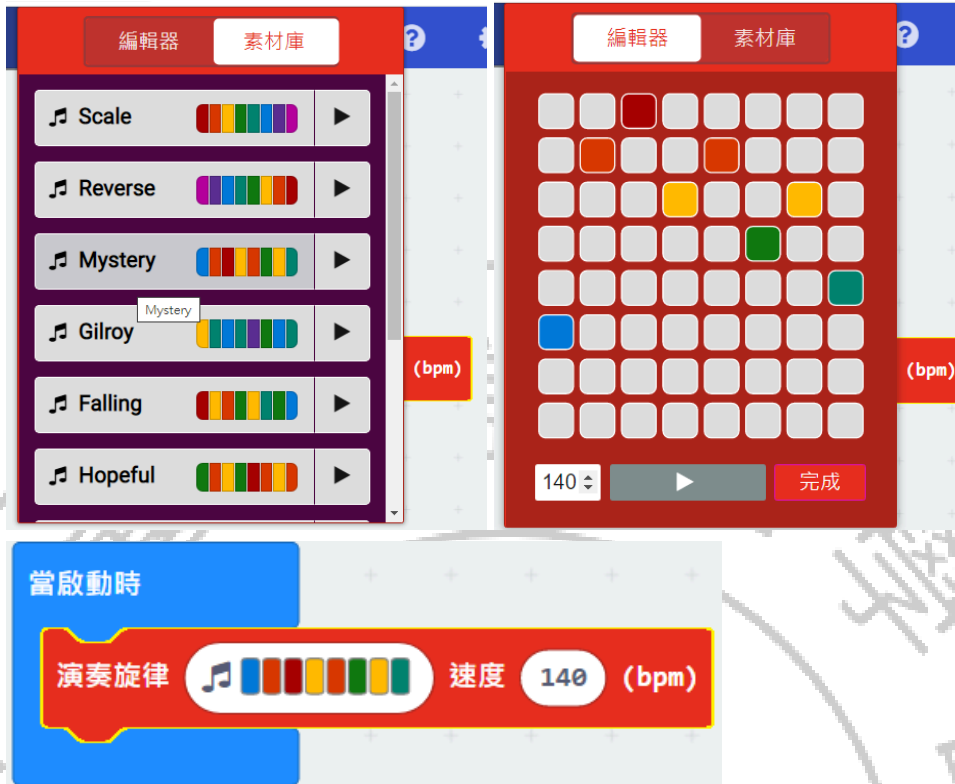 編輯器 素材庫
Scale
Reverse
Mystery
Mystery
Gilroy
Falling
Hopeful
(bpm)
編輯器 素材庫
140 完成
(bpm)
當啟動時
演奏旋律 速度 140 (bpm)